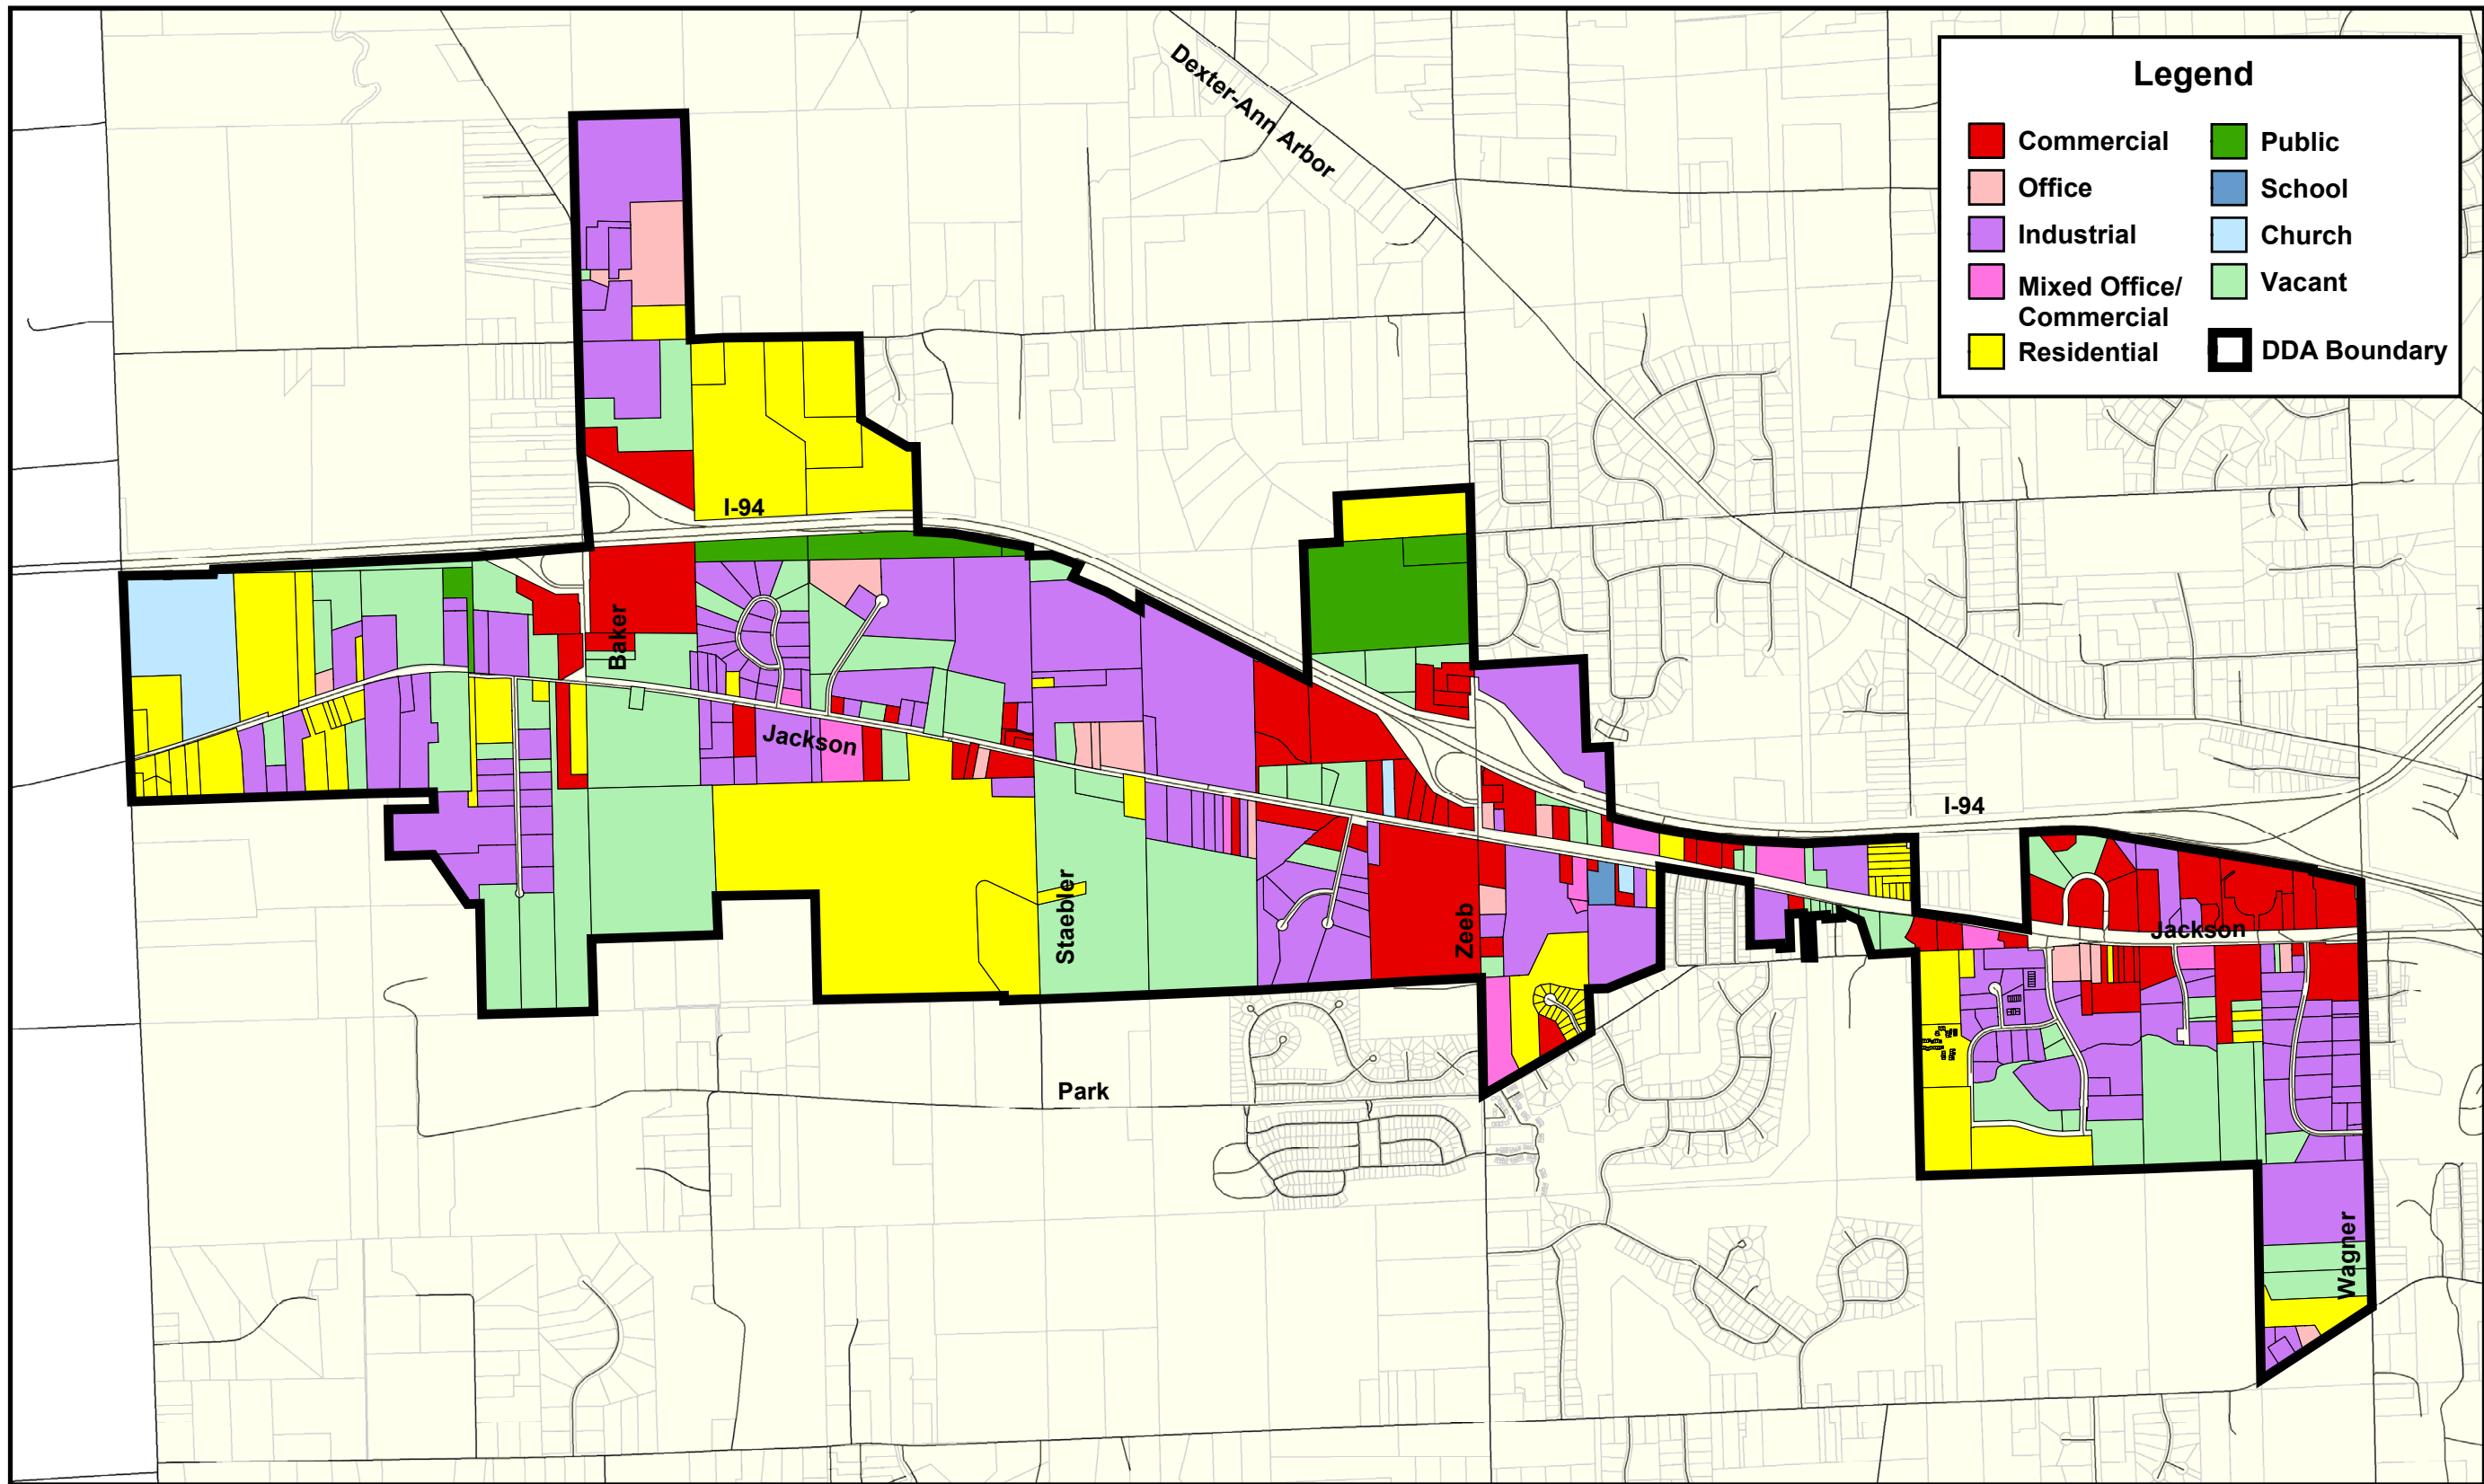 Dexter-Ann Arbor
Legend
Commercial
Public
Office
School
Industrial
Church
Mixed Office/
Commercial
Vacant
Residential
DDA Boundary
I-94
Baker
Jackson
I-94
Staebler
Zeeb
Jackson
Park
Wagner